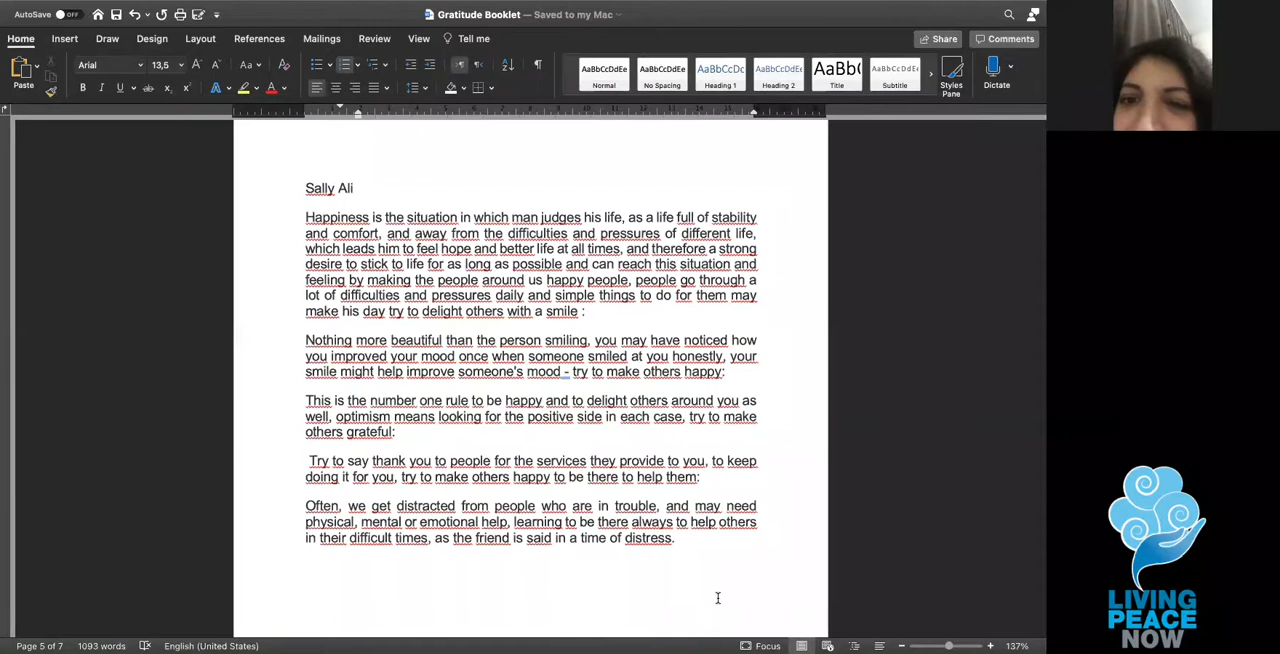 AutoSave OFF
Gratitude Booklet — Saved to my Mac
Home Insert Draw Design Layout References Mailings Review View Tell me
Share Comments
Paste
Arial 13,5
AaBbCcDdEe AaBbCcDdEe AaBbCcDc AaBbCcDdEe AaBb( AaBbCcDdEe
Normal No Spacing Heading 1 Heading 2 Title Subtitle
Styles Pane
Dictate
Sally Ali
Happiness is the situation in which man judges his life, as a life full of stability
and comfort, and away from the difficulties and pressures of different life,
which leads him to feel hope and better life at all times, and therefore a strong
desire to stick to life for as long as possible and can reach this situation and
feeling by making the people around us happy people, people go through a
lot of difficulties and pressures daily and simple things to do for them may
make his day try to delight others with a smile :
Nothing more beautiful than the person smiling, you may have noticed how
you improved your mood once when someone smiled at you honestly, your
smile might help improve someone's mood - try to make others happy:
This is the number one rule to be happy and to delight others around you as
well, optimism means looking for the positive side in each case, try to make
others grateful:
Try to say thank you to people for the services they provide to you, to keep
doing it for you, try to make others happy to be there to help them:
Often, we get distracted from people who are in trouble, and may need
physical, mental or emotional help, learning to be there always to help others
in their difficult times, as the friend is said in a time of distress.
Page 5 of 7 1093 words English (United States)
Focus 137%
LIVING
PEACE
NOW